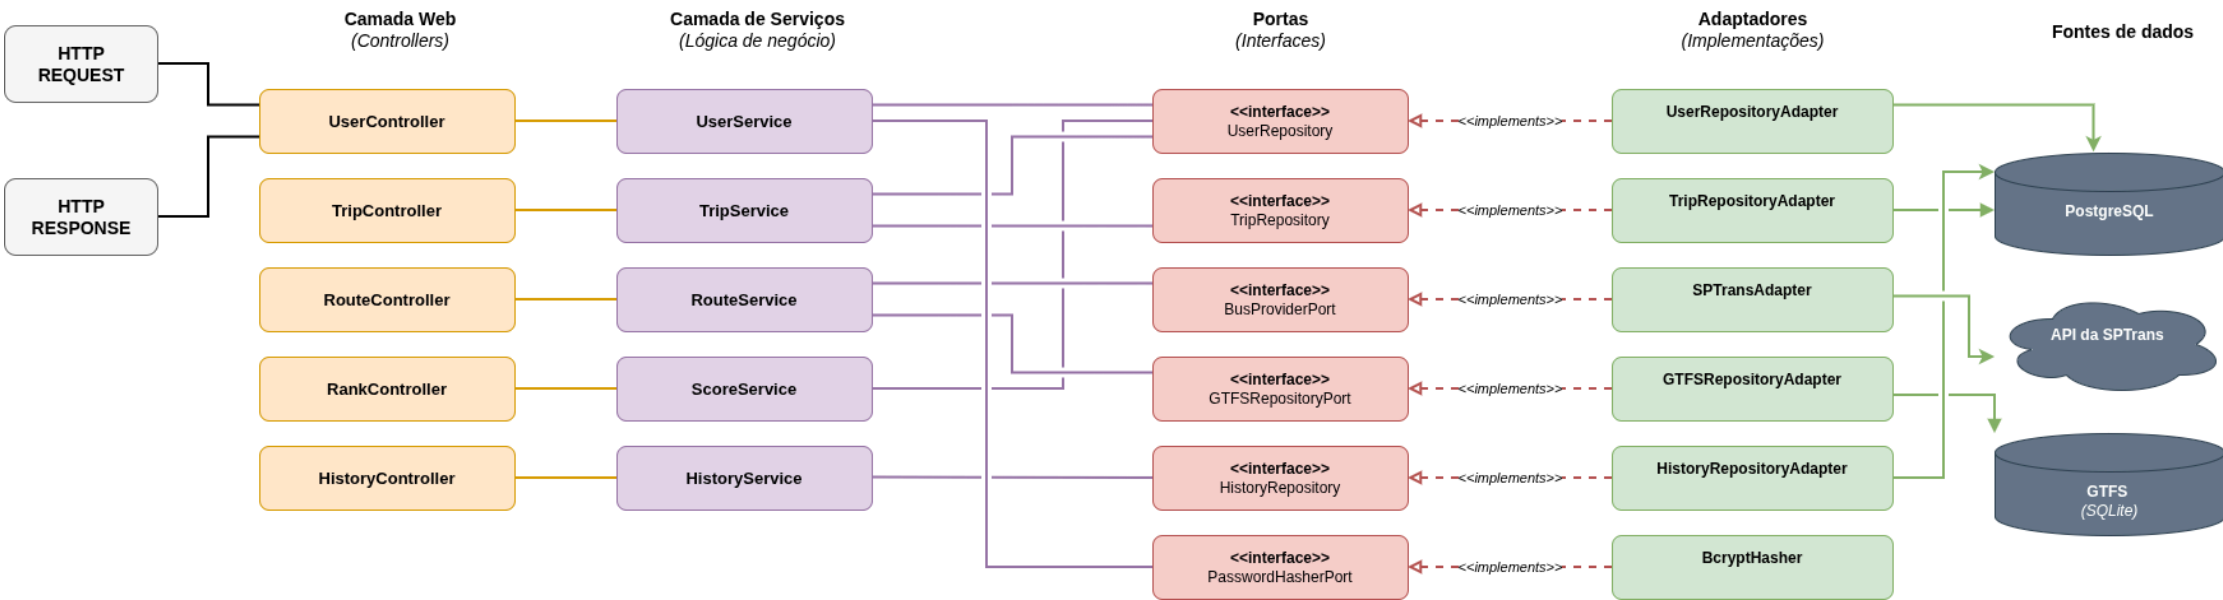 HTTP
REQUEST
HTTP
RESPONSE
Camada Web
(Controllers)
UserController
TripController
RouteController
RankController
HistoryController
Camada de Serviços
(Lógica de negócio)
UserService
TripService
RouteService
ScoreService
HistoryService
Portas
(Interfaces)
<<interface>>
UserRepository
<<interface>>
TripRepository
<<interface>>
BusProviderPort
<<interface>>
GTFSRepositoryPort
<<interface>>
HistoryRepository
<<interface>>
PasswordHasherPort
<<implements>>
<<implements>>
<<implements>>
<<implements>>
<<implements>>
<<implements>>
Adaptadores
(Implementações)
UserRepositoryAdapter
TripRepositoryAdapter
SPTransAdapter
GTFSRepositoryAdapter
HistoryRepositoryAdapter
BcryptHasher
Fontes de dados
PostgreSQL
API da SPTrans
GTFS
(SQLite)